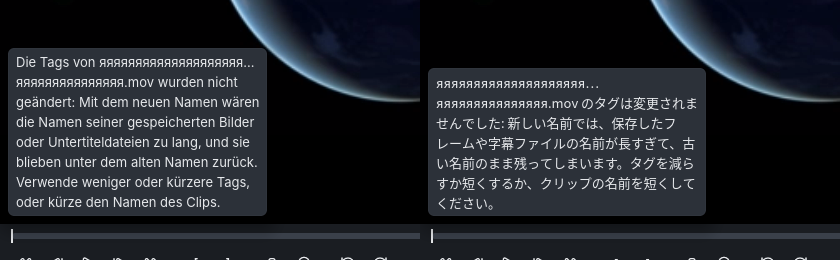 Die Tags von яяяяяяяяяяяяяяяяяяяя…
яяяяяяяяяяяяяяя.mov wurden nicht
geändert: Mit dem neuen Namen wären
die Namen seiner gespeicherten Bilder
oder Untertiteldateien zu lang, und sie
blieben unter dem alten Namen zurück.
Verwende weniger oder kürzere Tags,
oder kürze den Namen des Clips.
яяяяяяяяяяяяяяяяяяяя…
яяяяяяяяяяяяяяя.mov のタグは変更されま
せんでした: 新しい名前では、保存したフ
レームや字幕ファイルの名前が長すぎて、古
い名前のまま残ってしまいます。タグを減ら
すか短くするか、クリップの名前を短くして
ください。